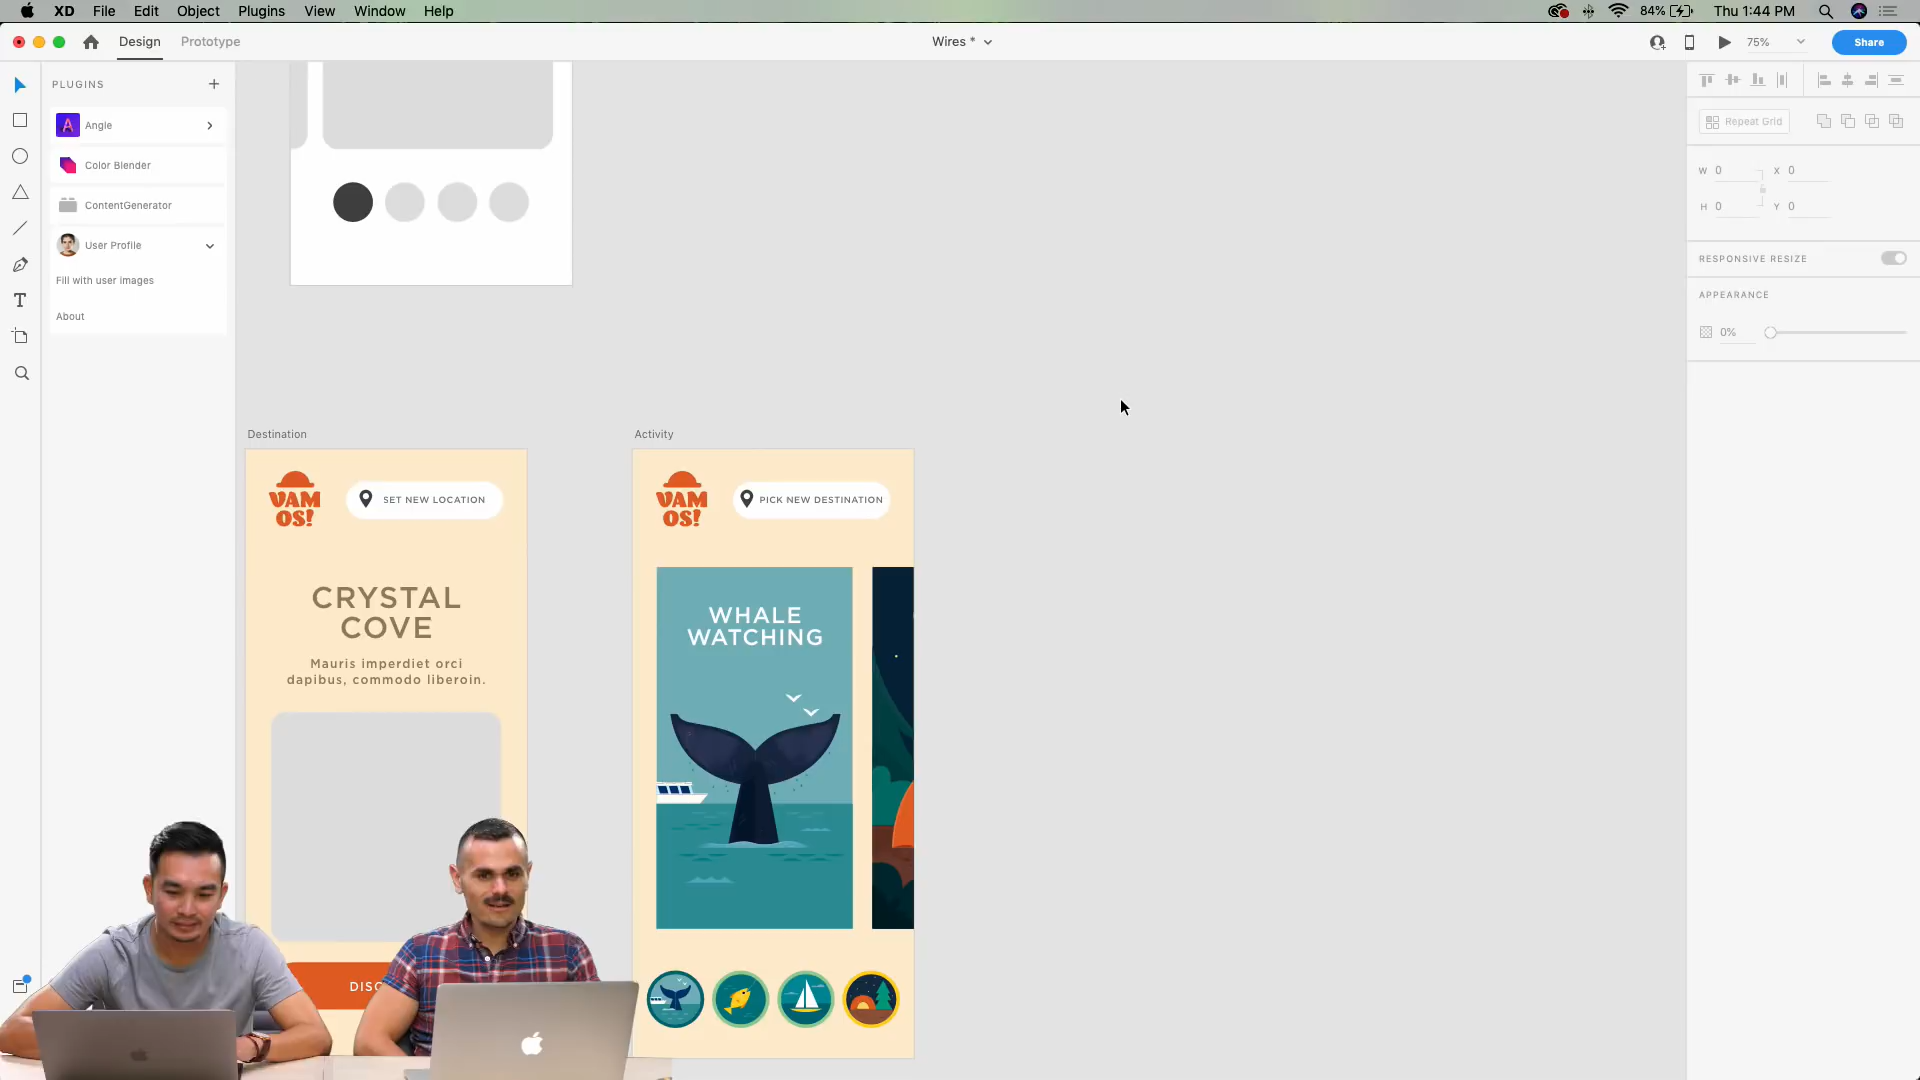 XD File Edit Object Plugins View Window Help
84% Thu 1:44 PM
Design Prototype
Wires *
75%
Share
PLUGINS
Angle
Color Blender
ContentGenerator
User Profile
Fill with user images
About
Repeat Grid
W 0 X 0
H 0 Y 0
RESPONSIVE RESIZE
APPEARANCE
0%
Destination
VAM
OS!
SET NEW LOCATION
CRYSTAL
COVE
Mauris imperdiet orci
dapibus, commodo liberoin.
DISC
Activity
VAM
OS!
PICK NEW DESTINATION
WHALE
WATCHING